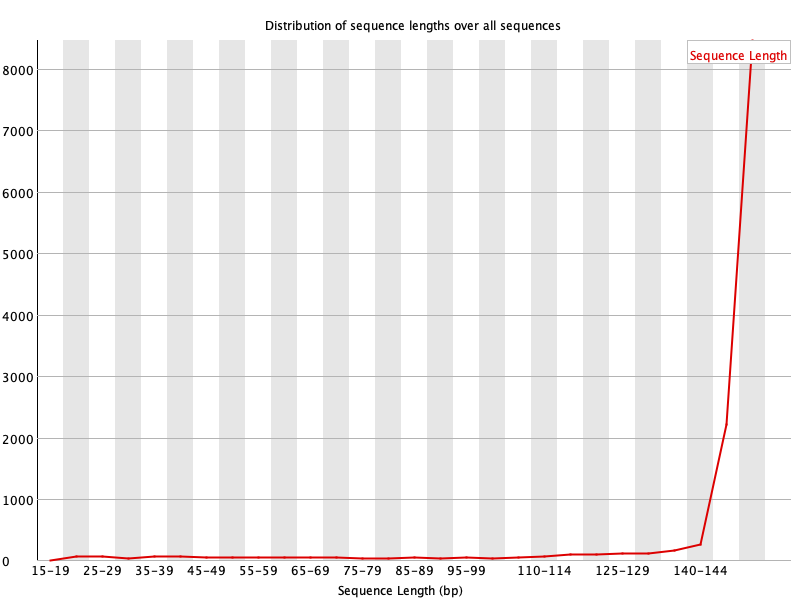 Distribution of sequence lengths over all sequences
Sequence Length
8000
7000
6000
5000
4000
3000
2000
1000
0
15-19 25-29 35-39 45-49 55-59 65-69 75-79 85-89 95-99 110-114 125-129 140-144
Sequence Length (bp)